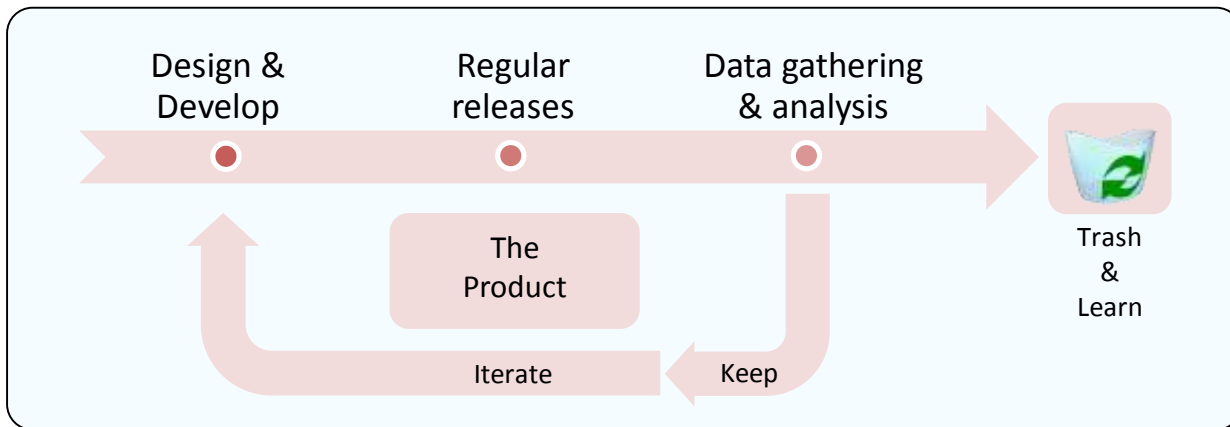 Design &
Develop
Regular
releases
Data gathering
& analysis
The
Product
Trash
&
Learn
Iterate
Keep